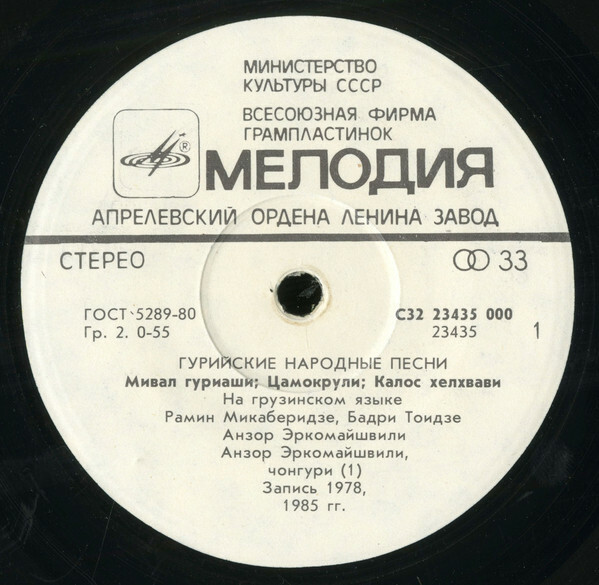 МИНИСТЕРСТВО
КУЛЬТУРЫ СССР
ВСЕСОЮЗНАЯ ФИРМА
ГРАМПЛАСТИНОК
®
МЕЛОДИЯ
АПРЕЛЕВСКИЙ ОРДЕНА ЛЕНИНА ЗАВОД
СТЕРЕО 33
ГОСТ 5289-80 С32 23435 000
Гр. 2. 0-55 23435 1
ГУРИЙСКИЕ НАРОДНЫЕ ПЕСНИ
Мивал гуриаши; Цамокрули; Калос хелхвави
На грузинском языке
Рамин Микаберидзе, Бадри Тоидзе
Анзор Эркомайшвили
Анзор Эркомайшвили,
чонгури (1)
Запись 1978,
1985 гг.